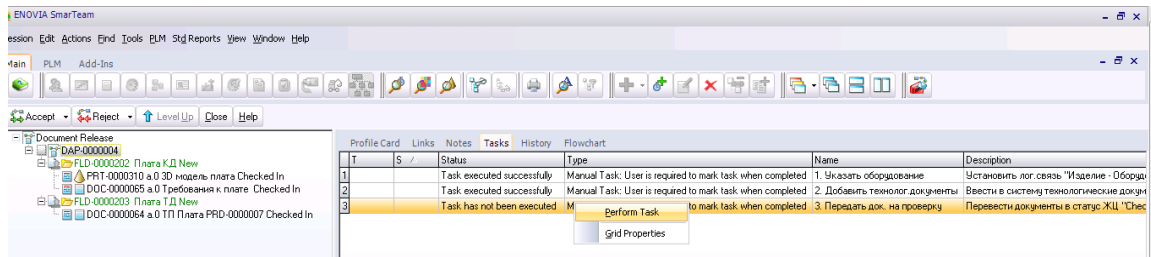 ENOVIA SmarTeam
ession Edit Actions Find Tools PLM Std Reports View Window Help
Main PLM Add-Ins
Accept Reject Level Up Close Help
Document Release
DAP-0000004
FLD-0000202 Плата КД New
PRT-0000310 a.0 3D модель плата Checked In
DOC-0000065 a.0 Требования к плате Checked In
FLD-0000203 Плата ТД New
DOC-0000064 a.0 ТП Плата PRD-0000007 Checked In
Profile Card Links Notes Tasks History Flowchart
T S Status Type Name Description
1 Task executed successfully Manual Task: User is required to mark task when completed 1. Указать оборудование Установить лог.связь "Изделие - Оборуд
2 Task executed successfully Manual Task: User is required to mark task when completed 2. Добавить технолог.документы Ввести в систему технологические докум
3 Task has not been executed M to mark task when completed 3. Передать док. на проверку Перевести документы в статус ЖЦ "Chec
Perform Task
Grid Properties